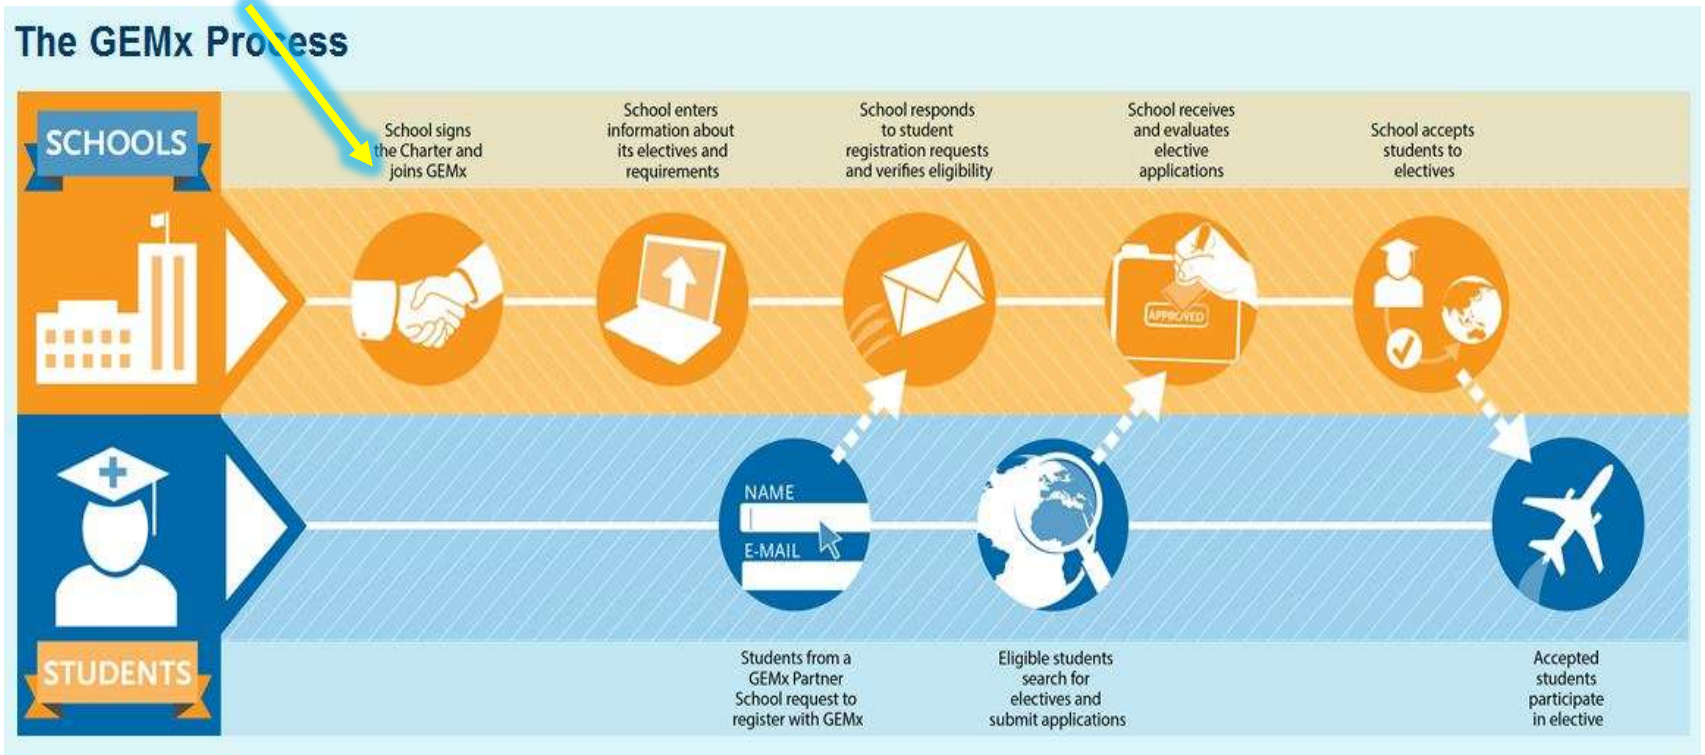 The GEMx Process
SCHOOLS
School signs
the Charter and
joins GEMx
School enters
information about
its electives and
requirements
School responds
to student
registration requests
and verifies eligibility
School receives
and evaluates
elective
applications
School accepts
students to
electives
APPROVED
NAME
E-MAIL
STUDENTS
Students from a
GEMx Partner
School request to
register with GEMx
Eligible students
search for
electives and
submit applications
Accepted
students
participate
in elective